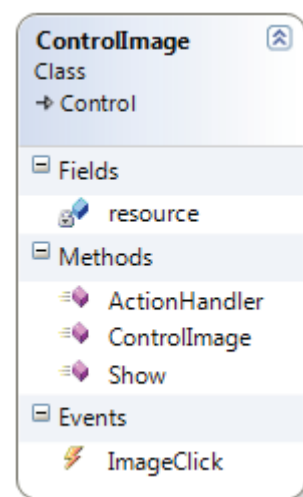 ControlImage
Class
Control
Fields
resource
Methods
ActionHandler
ControlImage
Show
Events
ImageClick